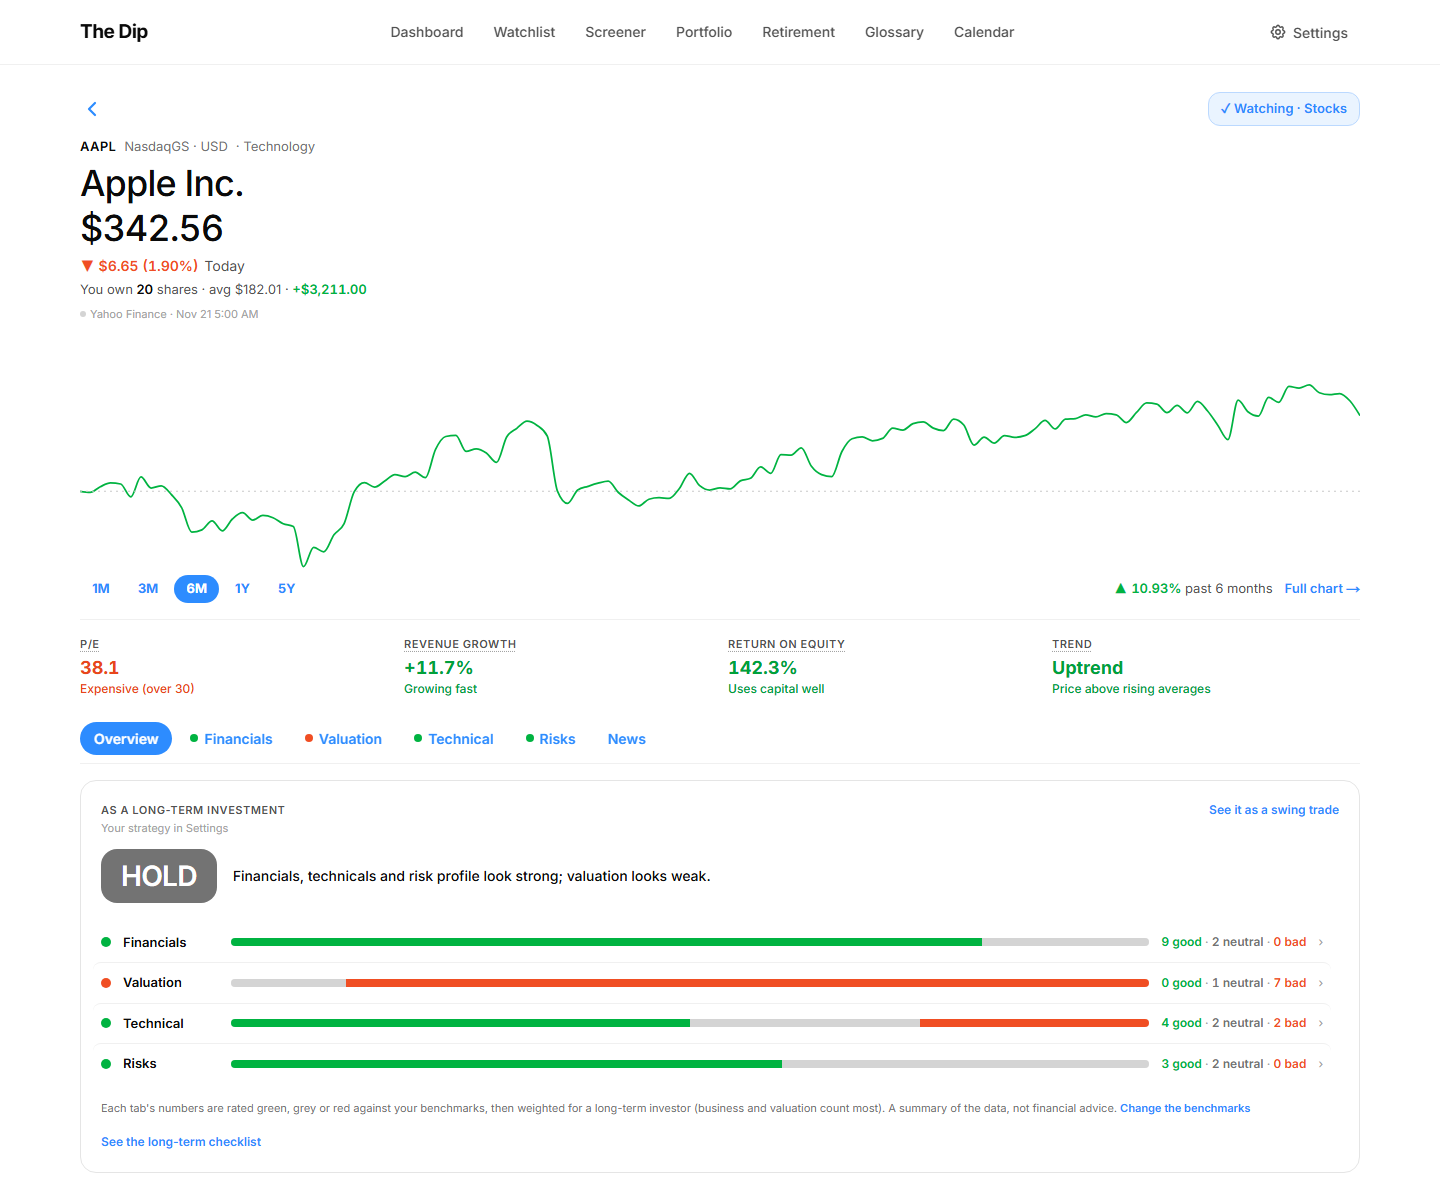 The Dip
Dashboard Watchlist Screener Portfolio Retirement Glossary Calendar
Settings
✓ Watching · Stocks
AAPL NasdaqGS · USD · Technology
Apple Inc.
$342.56
▼ $6.65 (1.90%) Today
You own 20 shares · avg $182.01 · +$3,211.00
Yahoo Finance · Nov 21 5:00 AM
1M 3M 6M 1Y 5Y
▲ 10.93% past 6 months Full chart →
P/E
38.1
Expensive (over 30)
REVENUE GROWTH
+11.7%
Growing fast
RETURN ON EQUITY
142.3%
Uses capital well
TREND
Uptrend
Price above rising averages
Overview Financials Valuation Technical Risks News
AS A LONG-TERM INVESTMENT
See it as a swing trade
Your strategy in Settings
HOLD
Financials, technicals and risk profile look strong; valuation looks weak.
Financials 9 good · 2 neutral · 0 bad ›
Valuation 0 good · 1 neutral · 7 bad ›
Technical 4 good · 2 neutral · 2 bad ›
Risks 3 good · 2 neutral · 0 bad ›
Each tab's numbers are rated green, grey or red against your benchmarks, then weighted for a long-term investor (business and valuation count most). A summary of the data, not financial advice. Change the benchmarks
See the long-term checklist